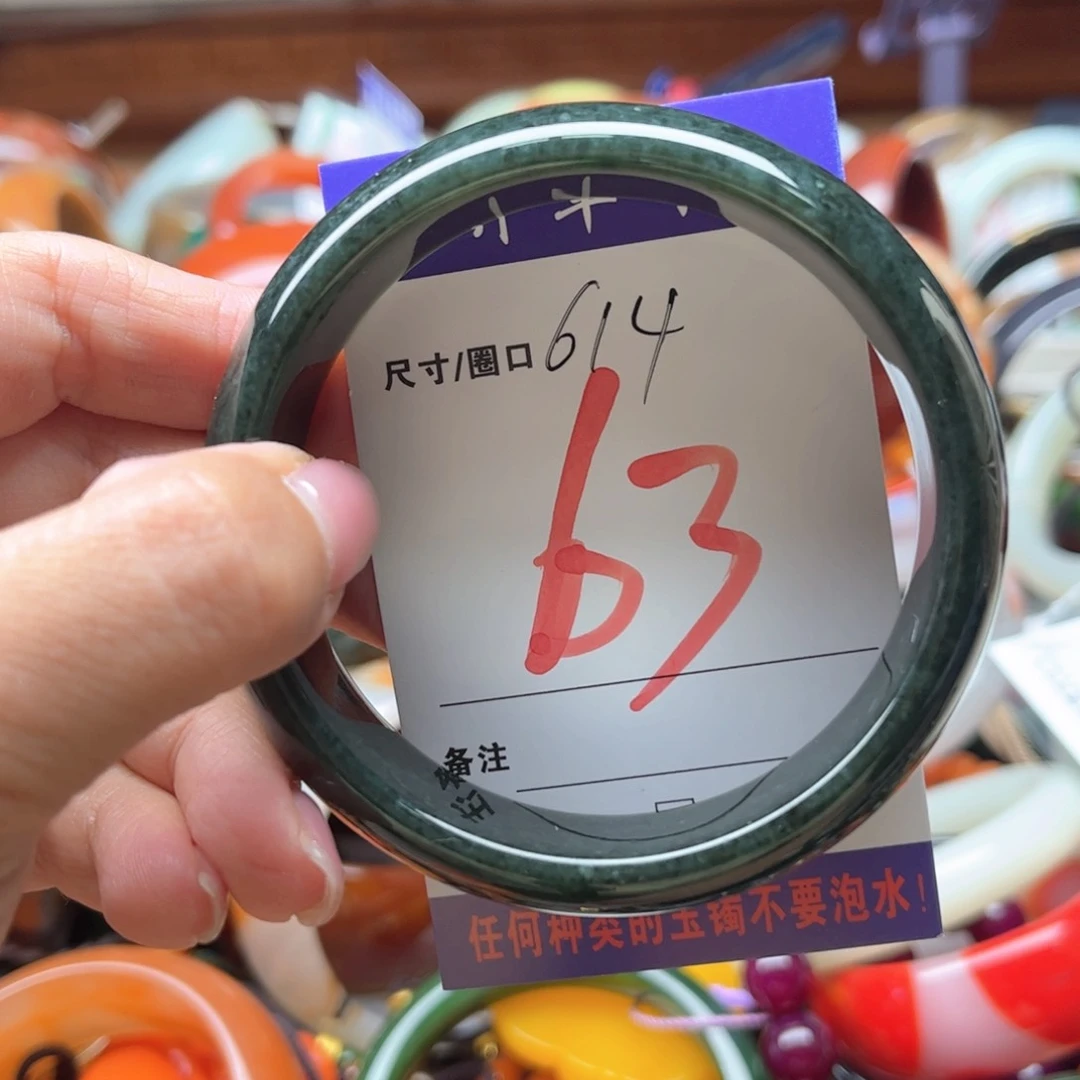 尺寸/圈口 614
63
备注
任何种类的玉镯不要泡水!